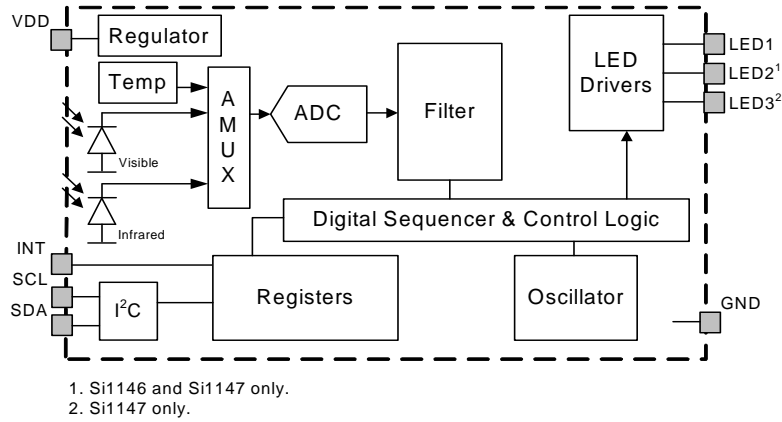 VDD
Regulator
LED1
LED2¹
LED3²
LED
Drivers
Temp
A
M
U
X
ADC
Filter
Visible
Infrared
Digital Sequencer & Control Logic
INT
SCL
SDA
I²C
Registers
Oscillator
GND
1. Si1146 and Si1147 only.
2. Si1147 only.